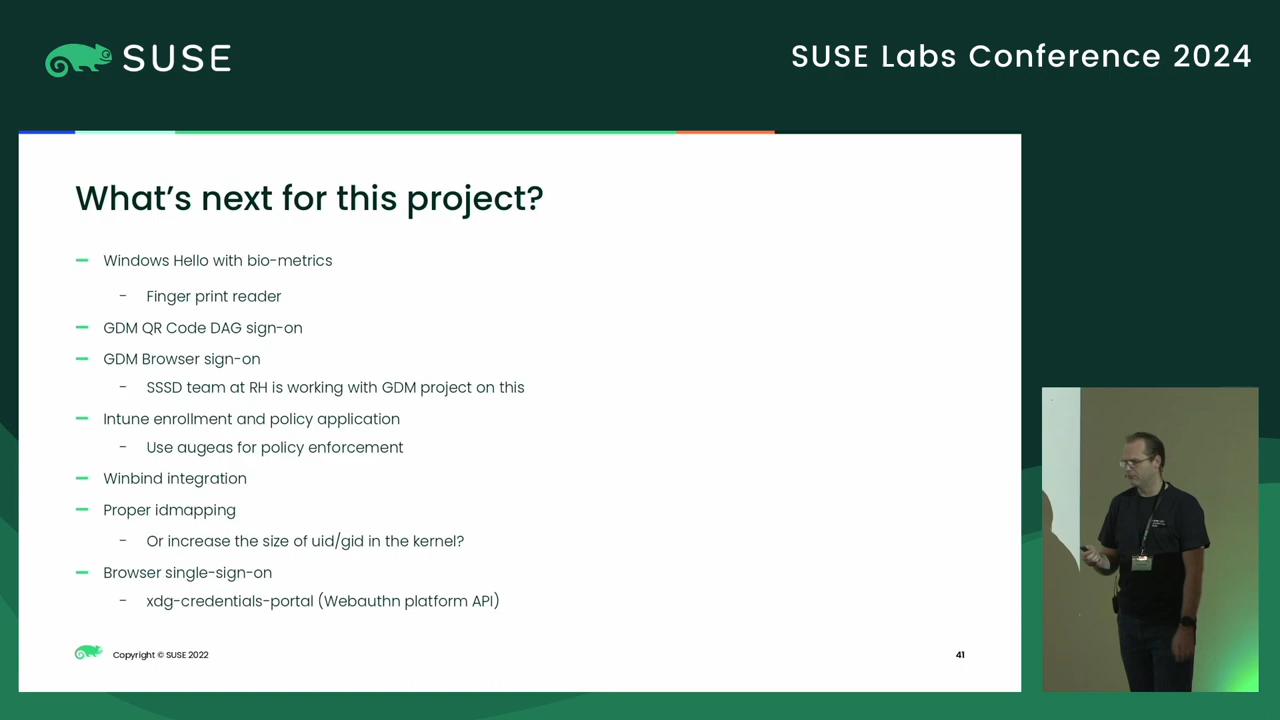 SUSE
SUSE Labs Conference 2024
What's next for this project?
Windows Hello with bio-metrics
- Finger print reader
GDM QR Code DAG sign-on
GDM Browser sign-on
- SSSD team at RH is working with GDM project on this
Intune enrollment and policy application
- Use augeas for policy enforcement
Winbind integration
Proper idmapping
- Or increase the size of uid/gid in the kernel?
Browser single-sign-on
- xdg-credentials-portal (Webauthn platform API)
Copyright © SUSE 2022
41